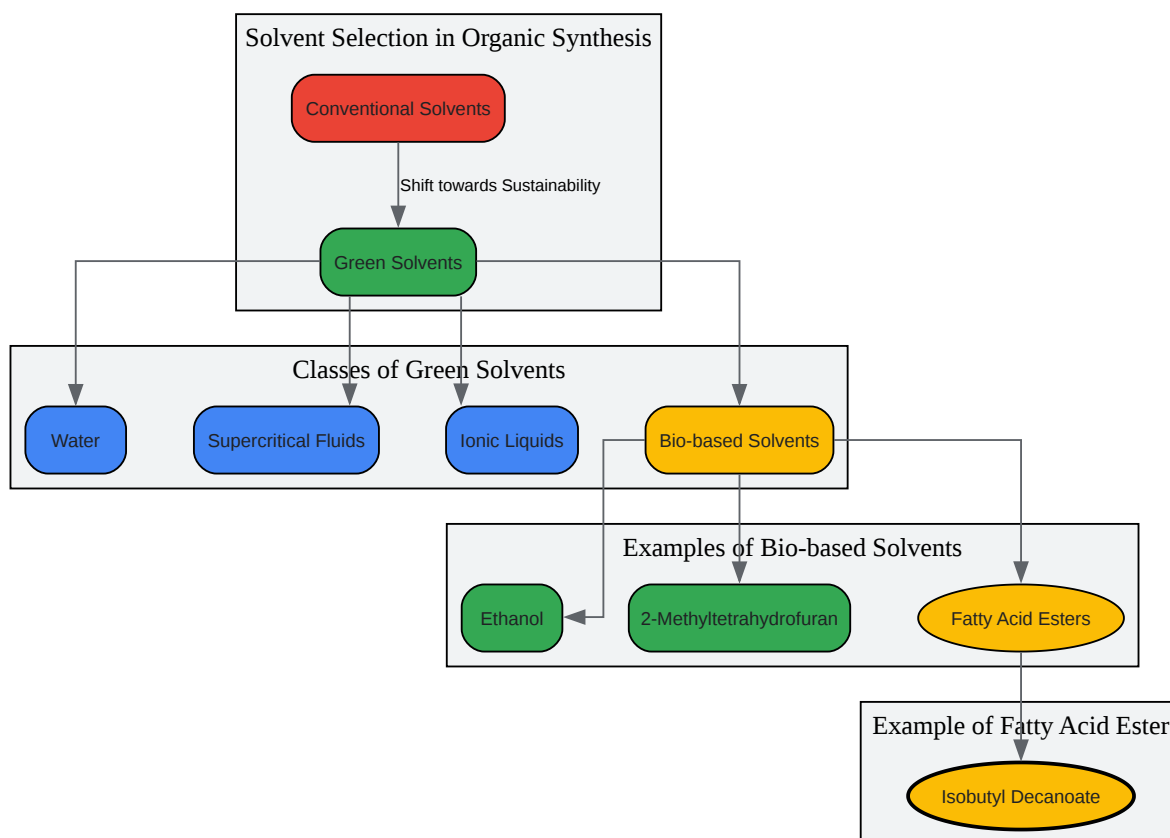 Solvent Selection in Organic Synthesis
Conventional Solvents
Shift towards Sustainability
Green Solvents
Classes of Green Solvents
Water
Supercritical Fluids
Ionic Liquids
Bio-based Solvents
Examples of Bio-based Solvents
Ethanol
2-Methyltetrahydrofuran
Fatty Acid Esters
Example of Fatty Acid Ester
Isobutyl Decanoate